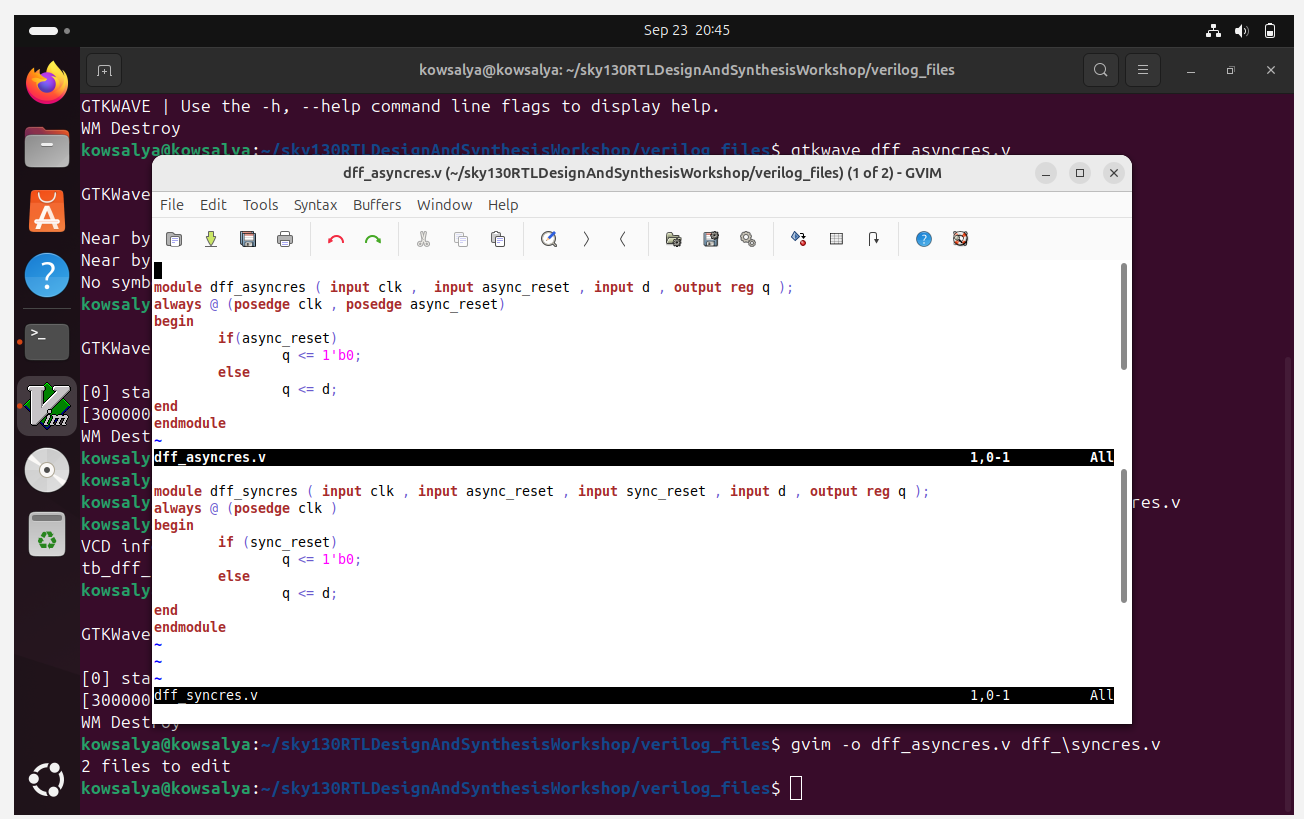 Sep 23 20:45
kowsalya@kowsalya: ~/sky130RTLDesignAndSynthesisWorkshop/verilog_files
GTKWAVE | Use the -h, --help command line flags to display help.
WM Destroy
kowsalya@kowsalya:~/sky130RTLDesignAndSynthesisWorkshop/verilog_files$ gtkwave dff_asyncres.v
GTKWave
Near by
Near by
No symb
kowsaly
GTKWave
[0] sta
[300000
WM Dest
kowsaly
kowsaly
kowsaly
res.v
kowsaly
VCD inf
tb_dff_
kowsaly
GTKWave
[0] sta
[300000
WM Destroy
dff_asyncres.v (~/sky130RTLDesignAndSynthesisWorkshop/verilog_files) (1 of 2) - GVIM
File Edit Tools Syntax Buffers Window Help
module dff_asyncres ( input clk ,  input async_reset , input d , output reg q );
always @ (posedge clk , posedge async_reset)
begin
if(async_reset)
q <= 1'b0;
else
q <= d;
end
endmodule
~
dff_asyncres.v 1,0-1 All
module dff_syncres ( input clk , input async_reset , input sync_reset , input d , output reg q );
always @ (posedge clk )
begin
if (sync_reset)
q <= 1'b0;
else
q <= d;
end
endmodule
~
~
~
dff_syncres.v 1,0-1 All
kowsalya@kowsalya:~/sky130RTLDesignAndSynthesisWorkshop/verilog_files$ gvim -o dff_asyncres.v dff_\syncres.v
2 files to edit
kowsalya@kowsalya:~/sky130RTLDesignAndSynthesisWorkshop/verilog_files$